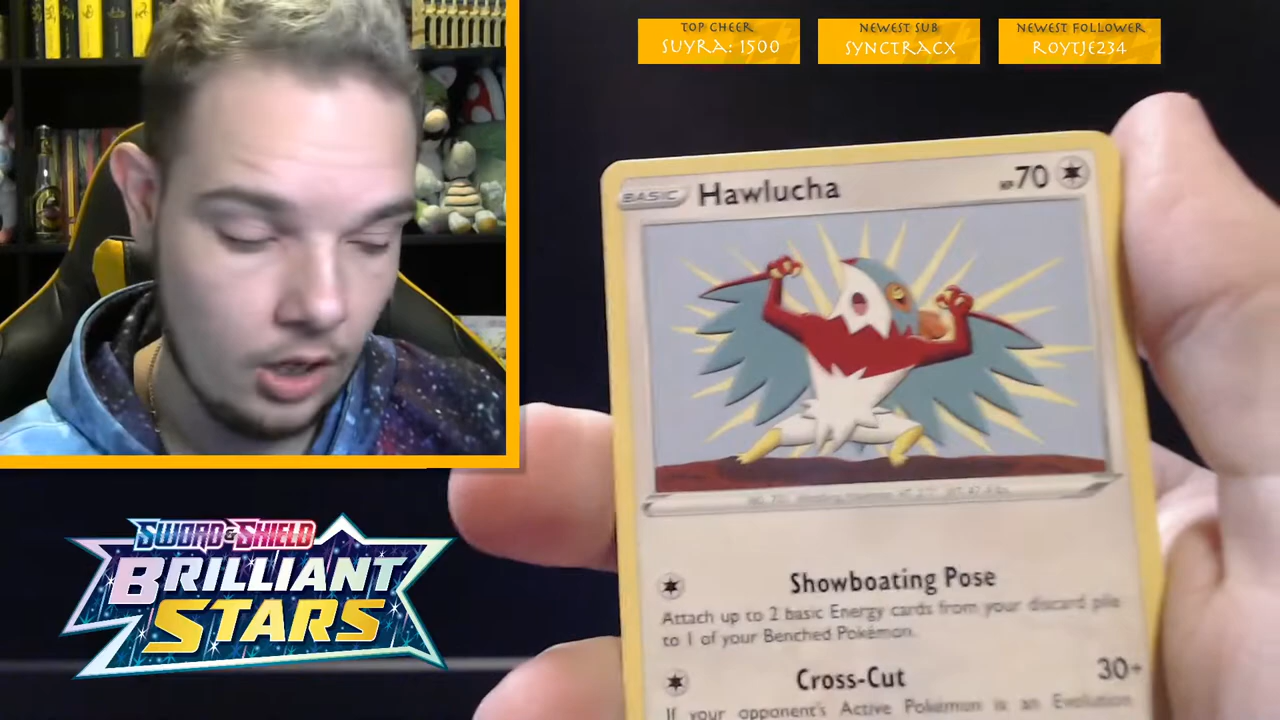 TOP CHEER
SUYRA: 1500
NEWEST SUB
SYNCTRACX
NEWEST FOLLOWER
ROYTJE234
BASIC Hawlucha HP 70
Showboating Pose
Attach up to 2 basic Energy cards from your discard pile
to 1 of your Benched Pokémon.
Cross-Cut 30+
If your opponent's Active Pokémon is an Evolution
SWORD & SHIELD
BRILLIANT
STARS